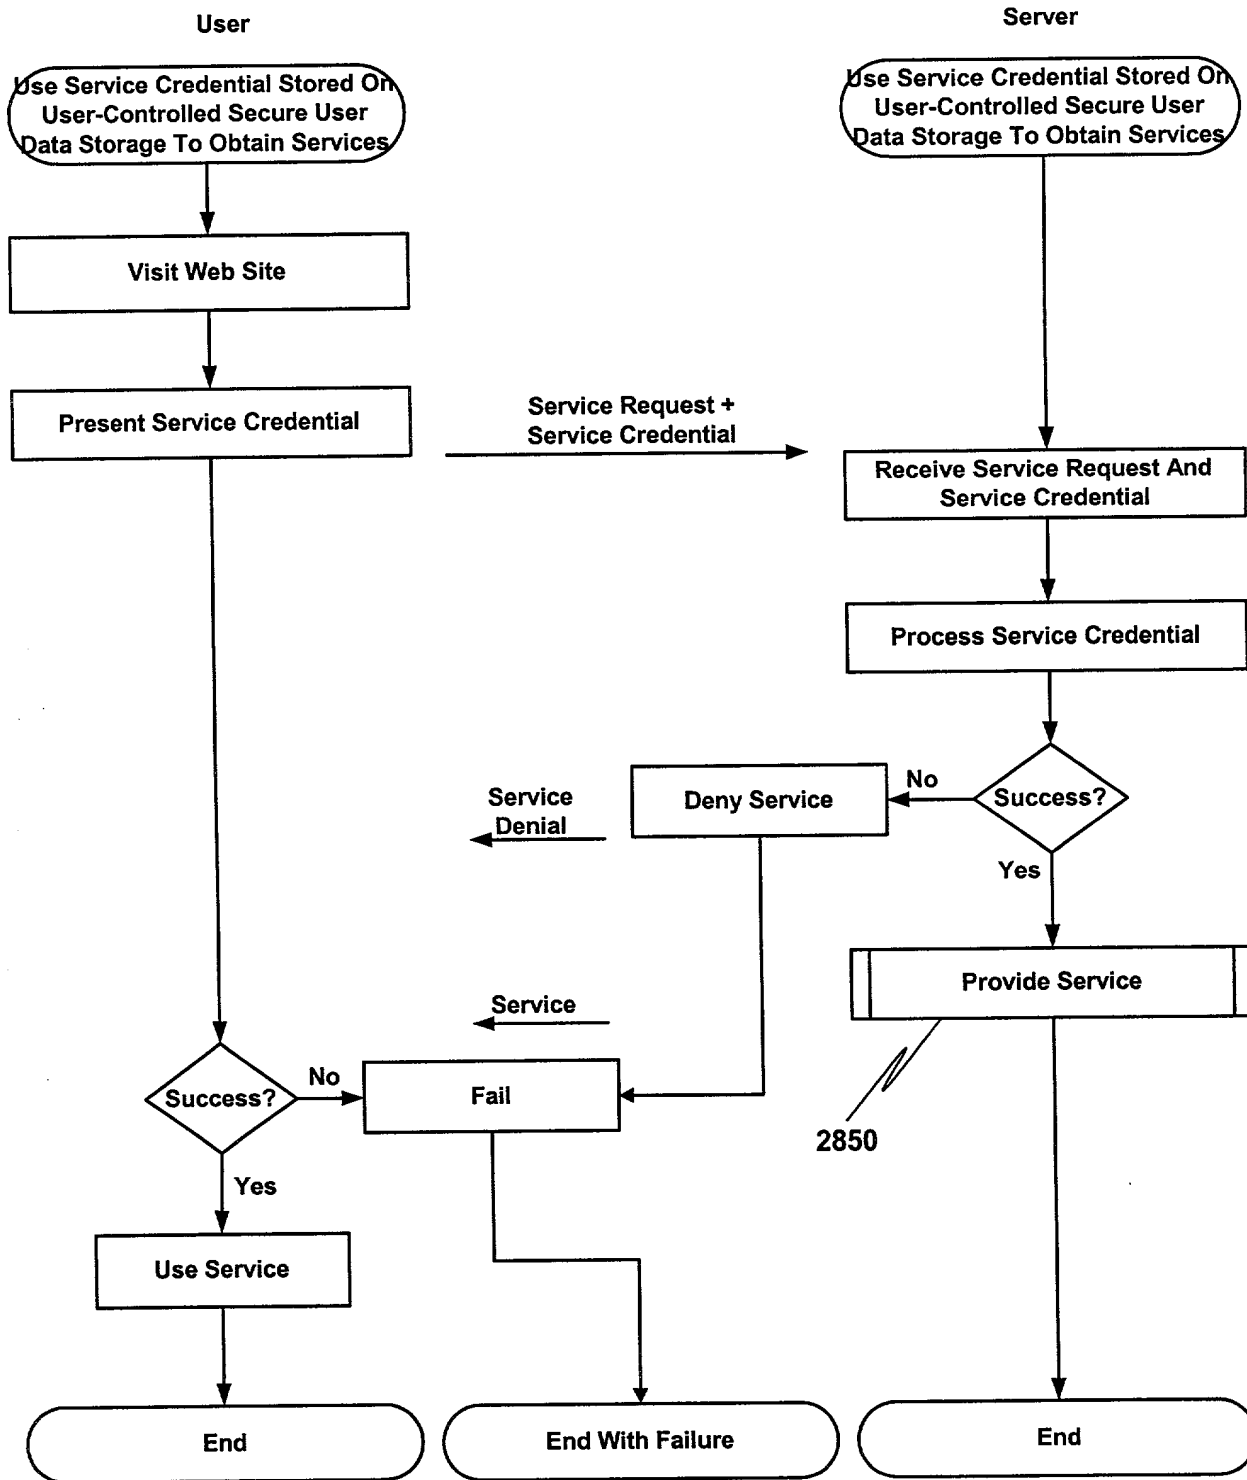 User
Server
Use Service Credential Stored On
User-Controlled Secure User
Data Storage To Obtain Services
Use Service Credential Stored On
User-Controlled Secure User
Data Storage To Obtain Services
Visit Web Site
Present Service Credential
Service Request +
Service Credential
Receive Service Request And
Service Credential
Process Service Credential
Success?
No
Deny Service
Service
Denial
Yes
Provide Service
2850
Service
Success?
No
Fail
Yes
Use Service
End
End With Failure
End